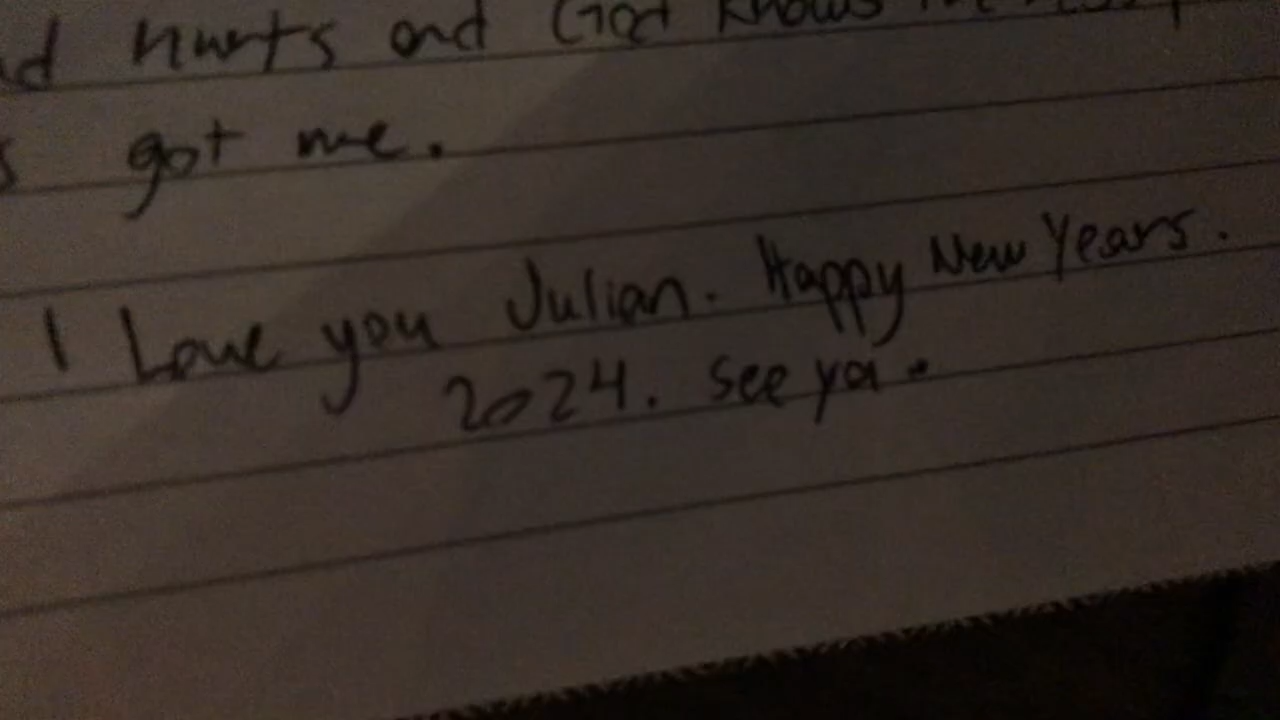 hurts and God knows
got me.
I Love you Julian. Happy New Years.
2024. see ya.